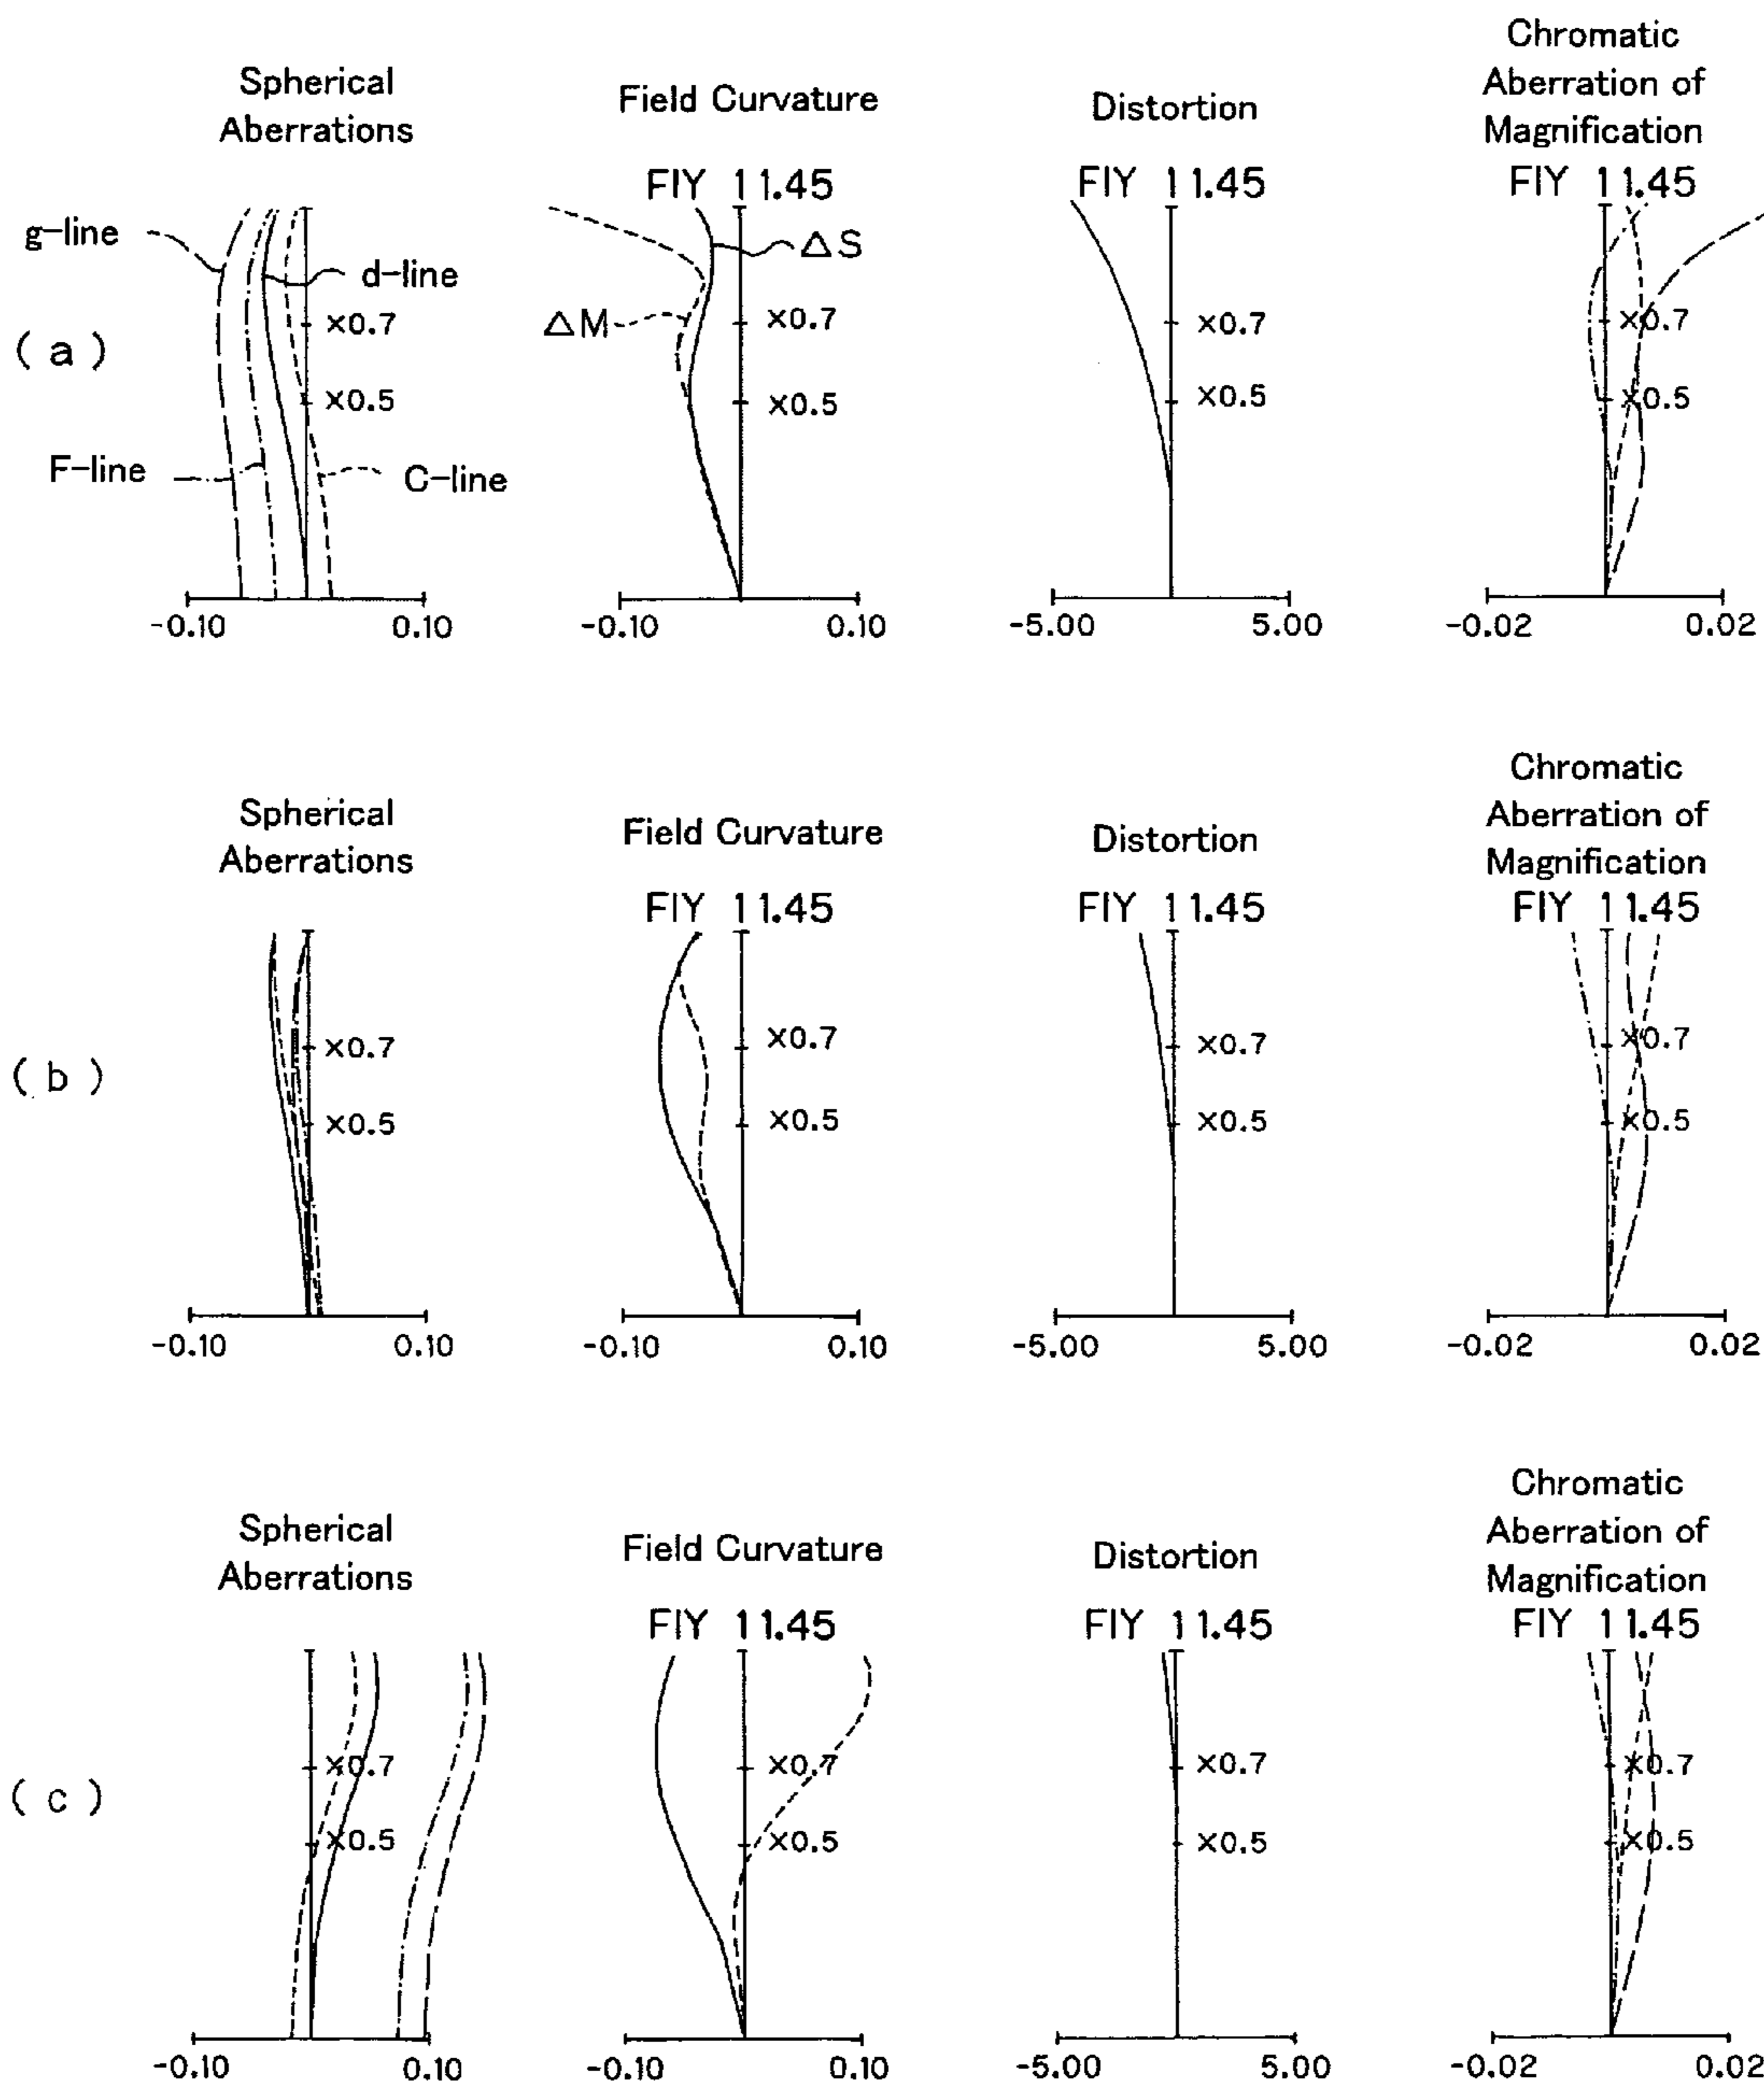 Spherical
Aberrations
Field Curvature
Distortion
Chromatic
Aberration of
Magnification
FIY 11.45
FIY 11.45
FIY 11.45
g-line
d-line
F-line
C-line
ΔS
ΔM
(a)
×0.7
×0.5
×0.7
×0.5
×0.7
×0.5
×0.7
×0.5
-0.10 0.10
-0.10 0.10
-5.00 5.00
-0.02 0.02
Spherical
Aberrations
Field Curvature
Distortion
Chromatic
Aberration of
Magnification
FIY 11.45
FIY 11.45
FIY 11.45
(b)
×0.7
×0.5
×0.7
×0.5
×0.7
×0.5
×0.7
×0.5
-0.10 0.10
-0.10 0.10
-5.00 5.00
-0.02 0.02
Spherical
Aberrations
Field Curvature
Distortion
Chromatic
Aberration of
Magnification
FIY 11.45
FIY 11.45
FIY 11.45
(c)
×0.7
×0.5
×0.7
×0.5
×0.7
×0.5
×0.7
×0.5
-0.10 0.10
-0.10 0.10
-5.00 5.00
-0.02 0.02